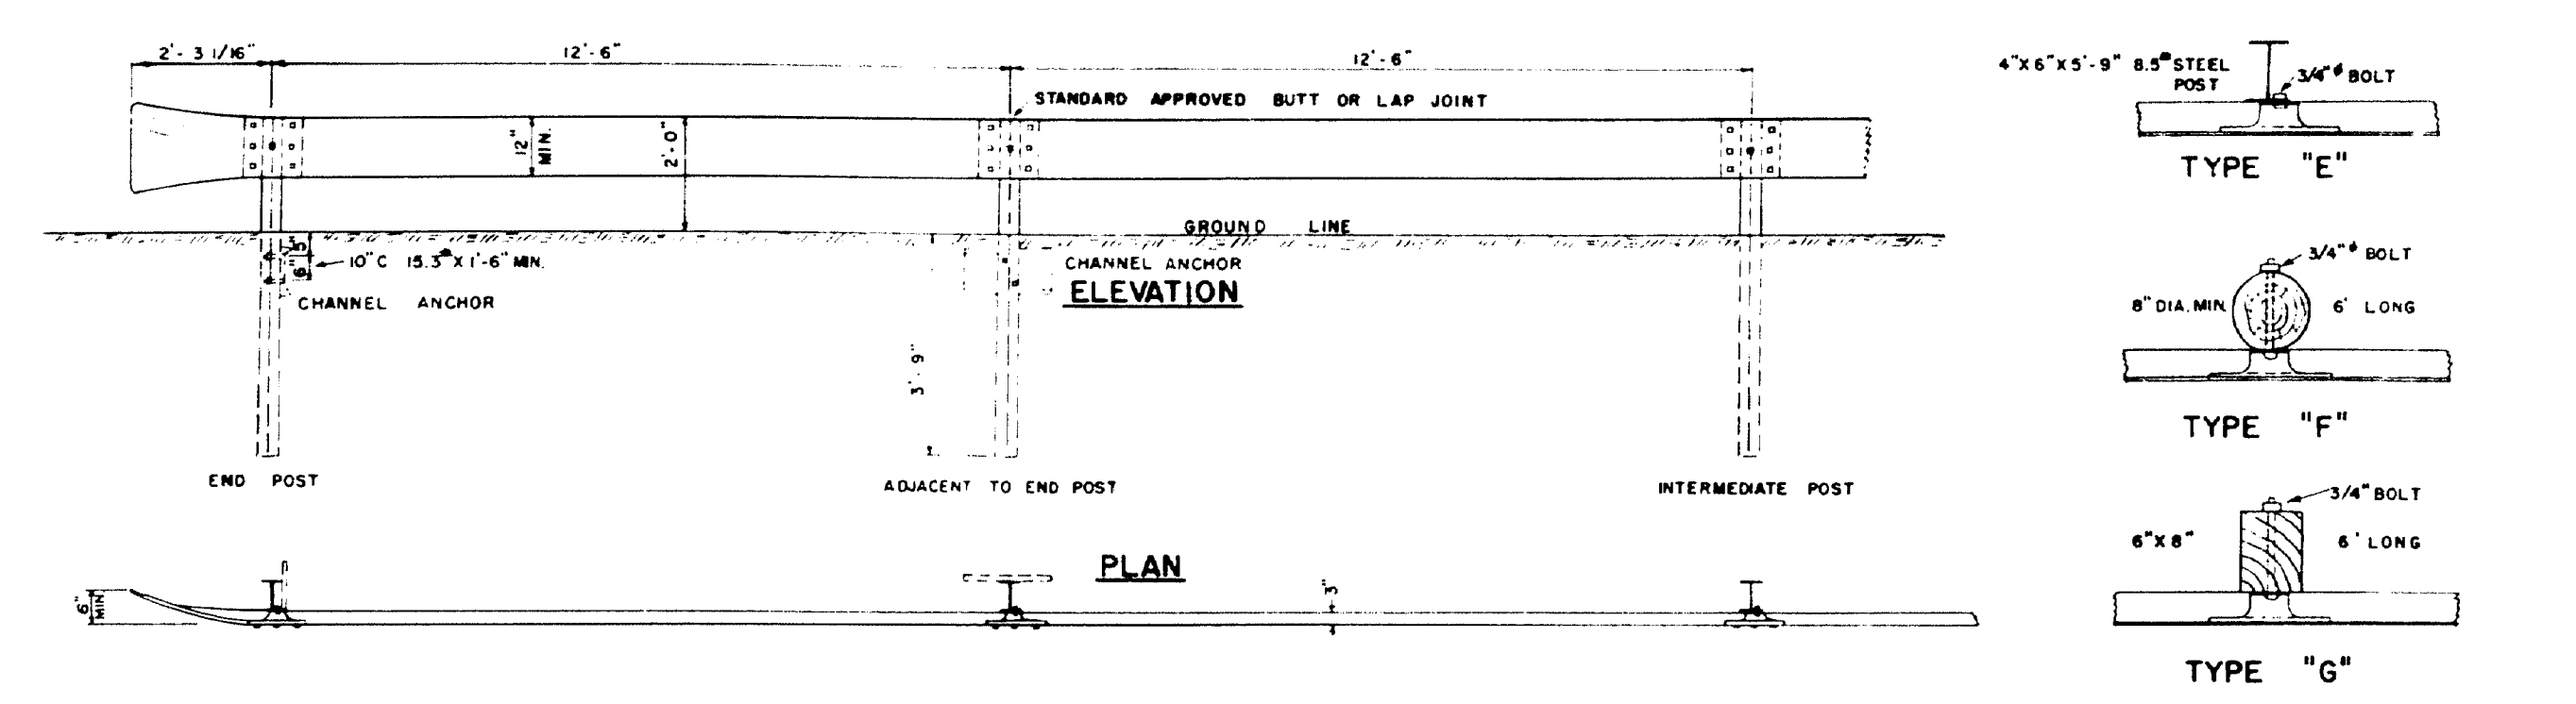 2'- 3 1/16"
12'- 6"
12'- 6"
STANDARD APPROVED BUTT OR LAP JOINT
12" MIN.
2'- 0"
GROUND LINE
3"
6"
10"C 15.3# X 1'-6" MIN.
CHANNEL ANCHOR
CHANNEL ANCHOR
ELEVATION
3'- 9"
END POST
ADJACENT TO END POST
INTERMEDIATE POST
PLAN
6" MIN
3"
4"X 6"X 5'- 9" 8.5# STEEL
POST
3/4"ø BOLT
TYPE "E"
3/4"ø BOLT
8" DIA. MIN.
6' LONG
TYPE "F"
3/4" BOLT
6"X 8"
6' LONG
TYPE "G"